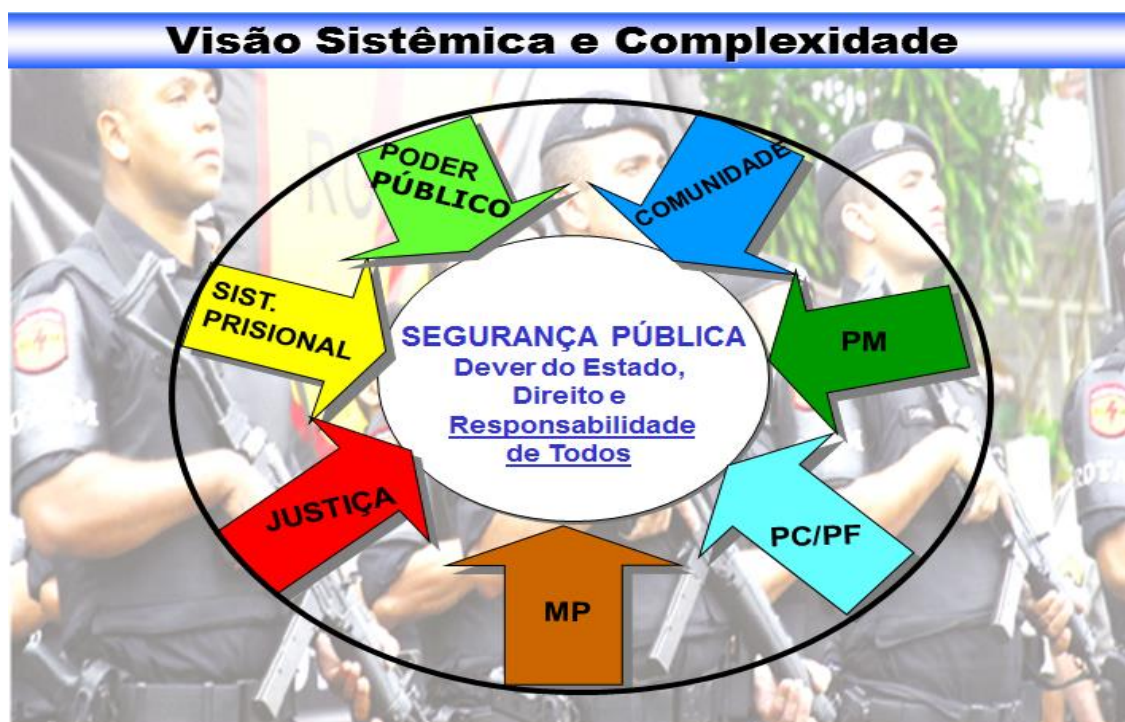 Visão Sistêmica e Complexidade
PODER
PÚBLICO
COMUNIDADE
SIST.
PRISIONAL
SEGURANÇA PÚBLICA
Dever do Estado,
Direito e
Responsabilidade
de Todos
PM
JUSTIÇA
PC/PF
MP